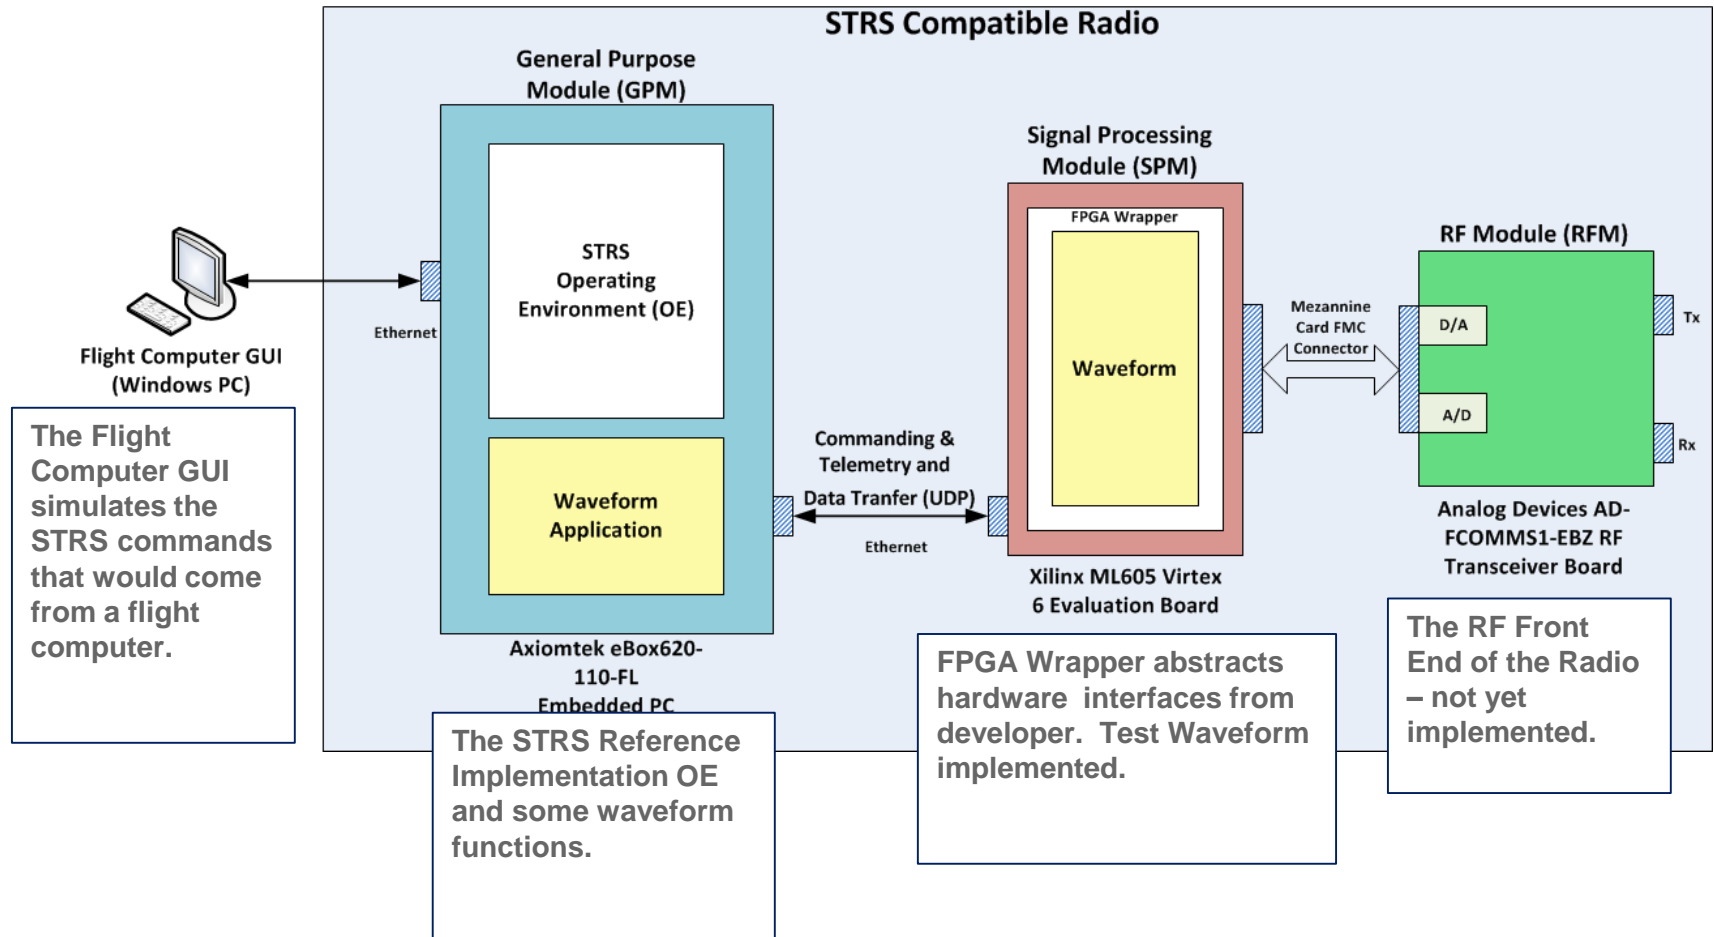 STRS Compatible Radio
General Purpose
Module (GPM)
STRS
Operating
Environment (OE)
Waveform
Application
Ethernet
Flight Computer GUI
(Windows PC)
The Flight
Computer GUI
simulates the
STRS commands
that would come
from a flight
computer.
Axiomtek eBox620-
110-FL
Embedded PC
The STRS Reference
Implementation OE
and some waveform
functions.
Commanding &
Telemetry and
Data Tranfer (UDP)
Ethernet
Signal Processing
Module (SPM)
FPGA Wrapper
Waveform
Xilinx ML605 Virtex
6 Evaluation Board
FPGA Wrapper abstracts
hardware interfaces from
developer. Test Waveform
implemented.
Mezannine
Card FMC
Connector
RF Module (RFM)
D/A
A/D
Tx
Rx
Analog Devices AD-
FCOMMS1-EBZ RF
Transceiver Board
The RF Front
End of the Radio
– not yet
implemented.